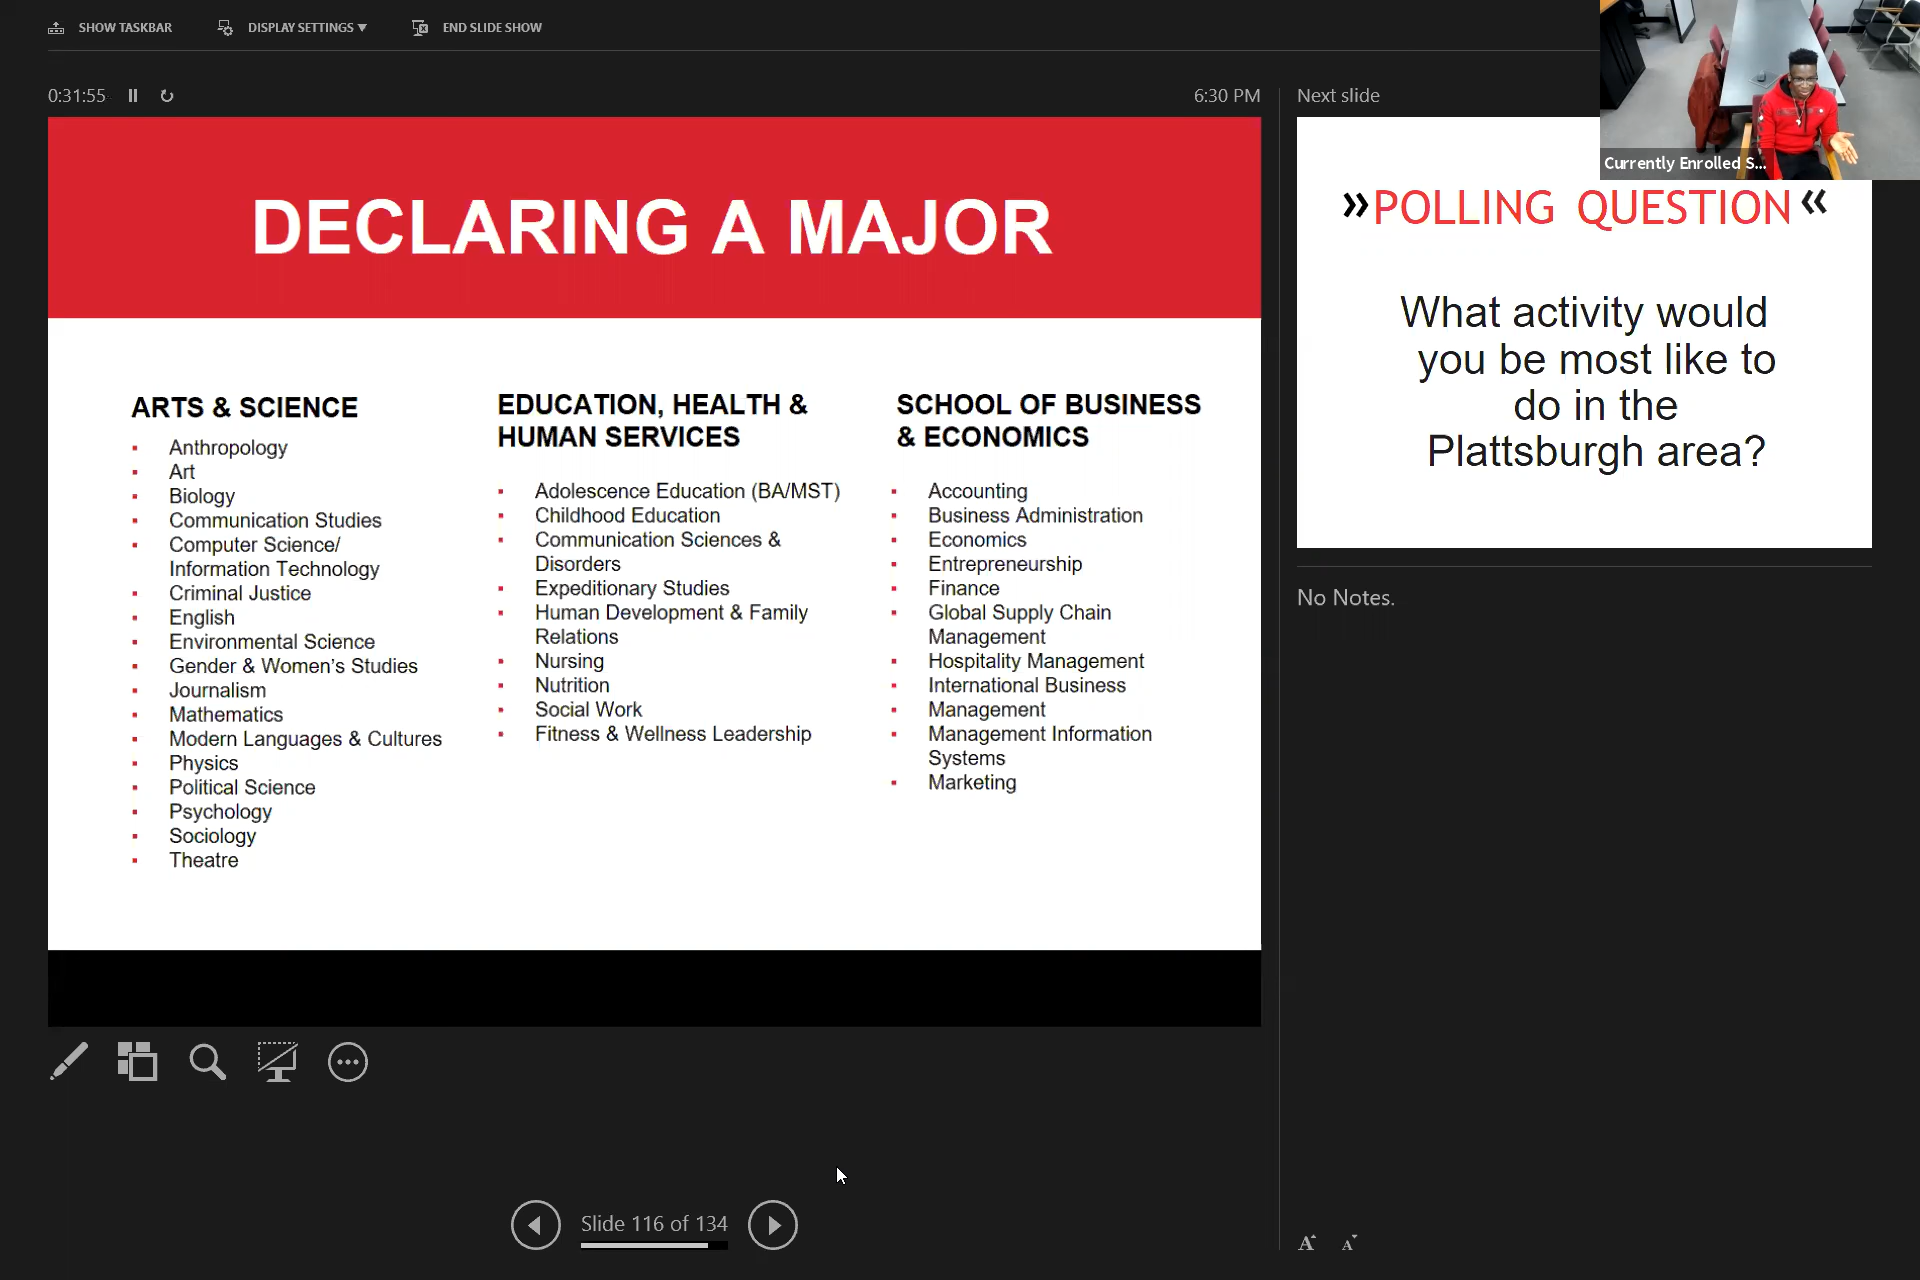 SHOW TASKBAR
DISPLAY SETTINGS
END SLIDE SHOW
0:31:55
6:30 PM
DECLARING A MAJOR
ARTS & SCIENCE
Anthropology
Art
Biology
Communication Studies
Computer Science/
Information Technology
Criminal Justice
English
Environmental Science
Gender & Women's Studies
Journalism
Mathematics
Modern Languages & Cultures
Physics
Political Science
Psychology
Sociology
Theatre
EDUCATION, HEALTH &
HUMAN SERVICES
Adolescence Education (BA/MST)
Childhood Education
Communication Sciences &
Disorders
Expeditionary Studies
Human Development & Family
Relations
Nursing
Nutrition
Social Work
Fitness & Wellness Leadership
SCHOOL OF BUSINESS
& ECONOMICS
Accounting
Business Administration
Economics
Entrepreneurship
Finance
Global Supply Chain
Management
Hospitality Management
International Business
Management
Management Information
Systems
Marketing
Slide 116 of 134
Next slide
Currently Enrolled S...
»POLLING QUESTION«
What activity would
you be most like to
do in the
Plattsburgh area?
No Notes.
A A